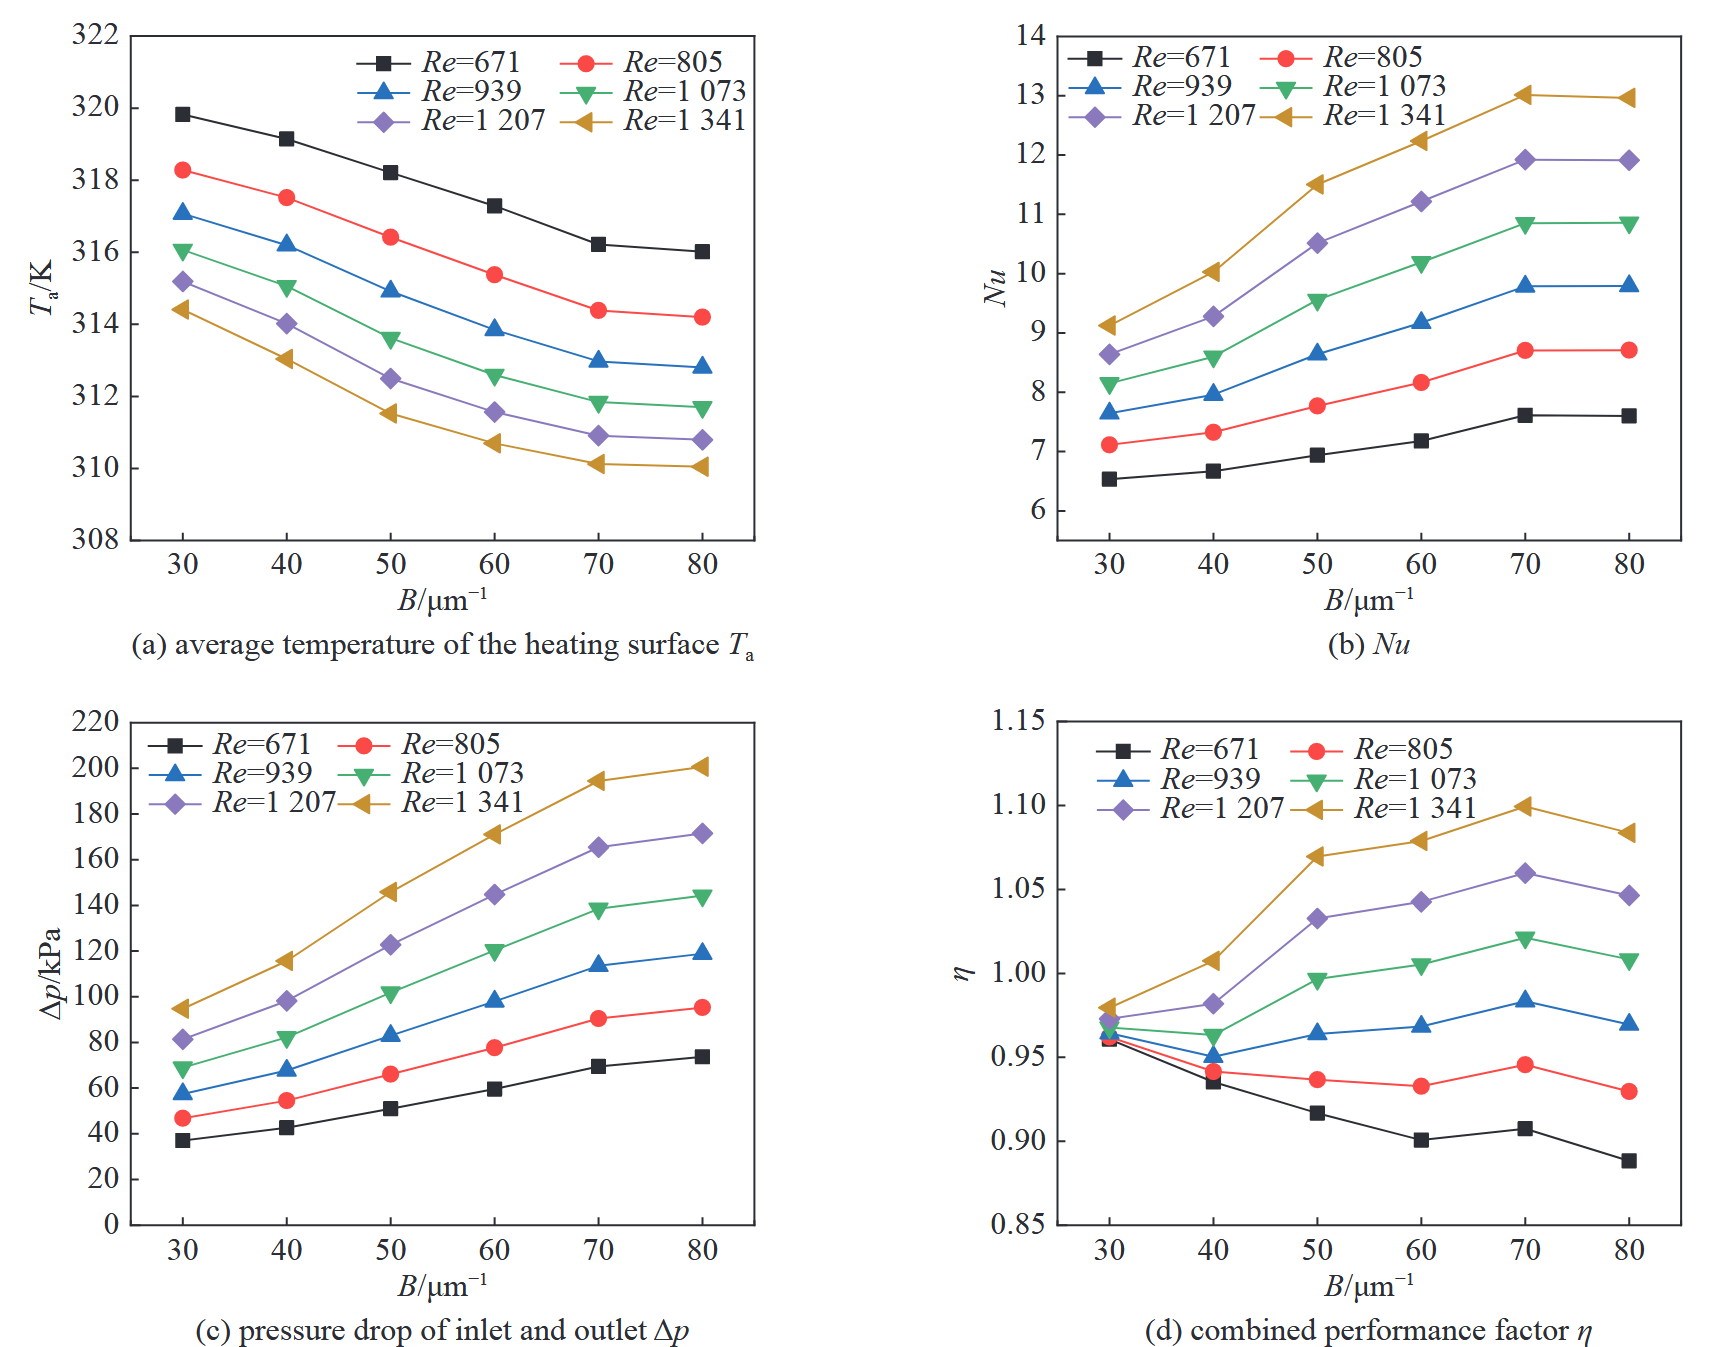 322
320
318
316
314
312
310
308
T_a/K
Re=671 Re=805
Re=939 Re=1 073
Re=1 207 Re=1 341
30 40 50 60 70 80
B/μm⁻¹
(a) average temperature of the heating surface T_a
14
13
12
11
10
9
8
7
6
Nu
Re=671 Re=805
Re=939 Re=1 073
Re=1 207 Re=1 341
30 40 50 60 70 80
B/μm⁻¹
(b) Nu
220
200
180
160
140
120
100
80
60
40
20
0
Δp/kPa
Re=671 Re=805
Re=939 Re=1 073
Re=1 207 Re=1 341
30 40 50 60 70 80
B/μm⁻¹
(c) pressure drop of inlet and outlet Δp
1.15
1.10
1.05
1.00
0.95
0.90
0.85
η
Re=671 Re=805
Re=939 Re=1 073
Re=1 207 Re=1 341
30 40 50 60 70 80
B/μm⁻¹
(d) combined performance factor η